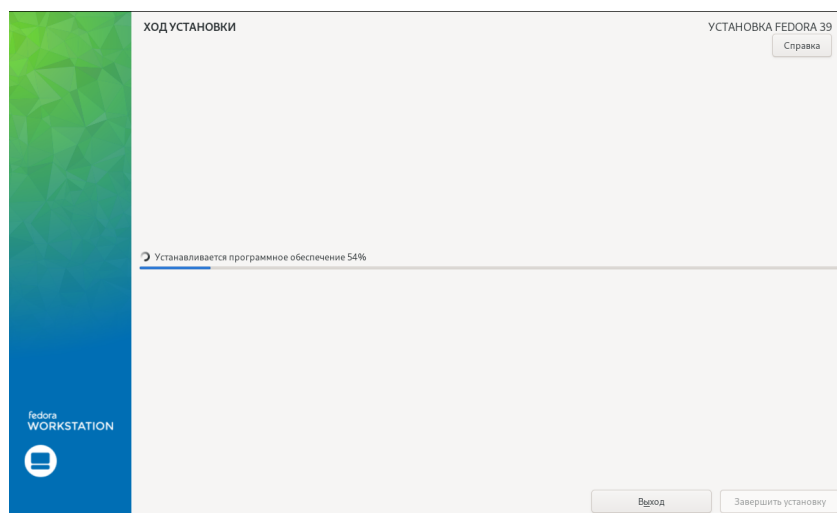 ХОД УСТАНОВКИ
УСТАНОВКА FEDORA 39
Справка
Устанавливается программное обеспечение 54%
fedora
WORKSTATION
Выход
Завершить установку